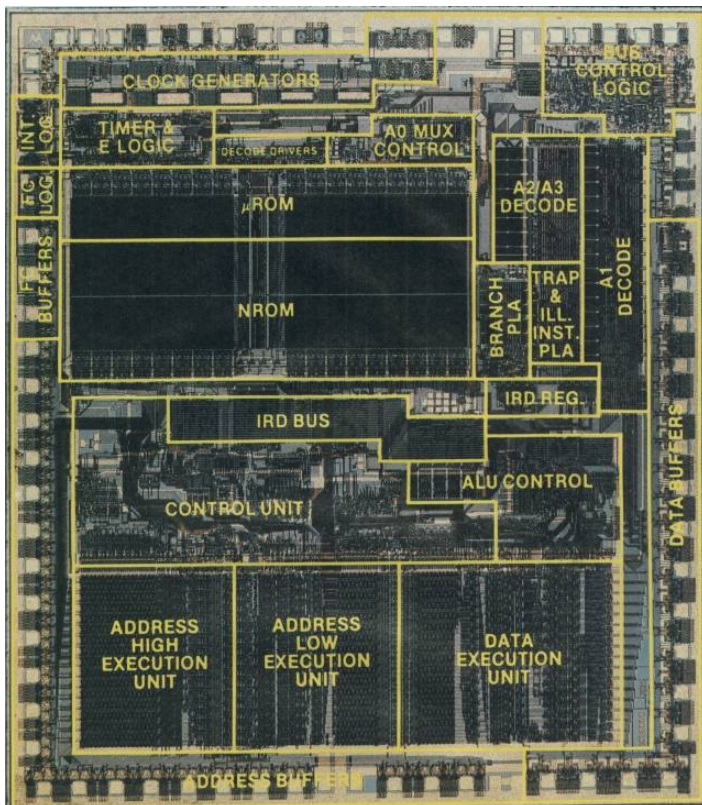 CLOCK GENERATORS
BUS
CONTROL
LOGIC
INT
LOG.
TIMER &
E LOGIC
DECODE DRIVERS
A0 MUX
CONTROL
FC
LOG
µROM
A2/A3
DECODE
FC
BUFFERS
NROM
BRANCH
PLA
TRAP
&
ILL.
INST.
PLA
A1
DECODE
IRD BUS
IRD REG.
DATA BUFFERS
CONTROL UNIT
ALU CONTROL
ADDRESS
HIGH
EXECUTION
UNIT
ADDRESS
LOW
EXECUTION
UNIT
DATA
EXECUTION
UNIT
ADDRESS BUFFERS